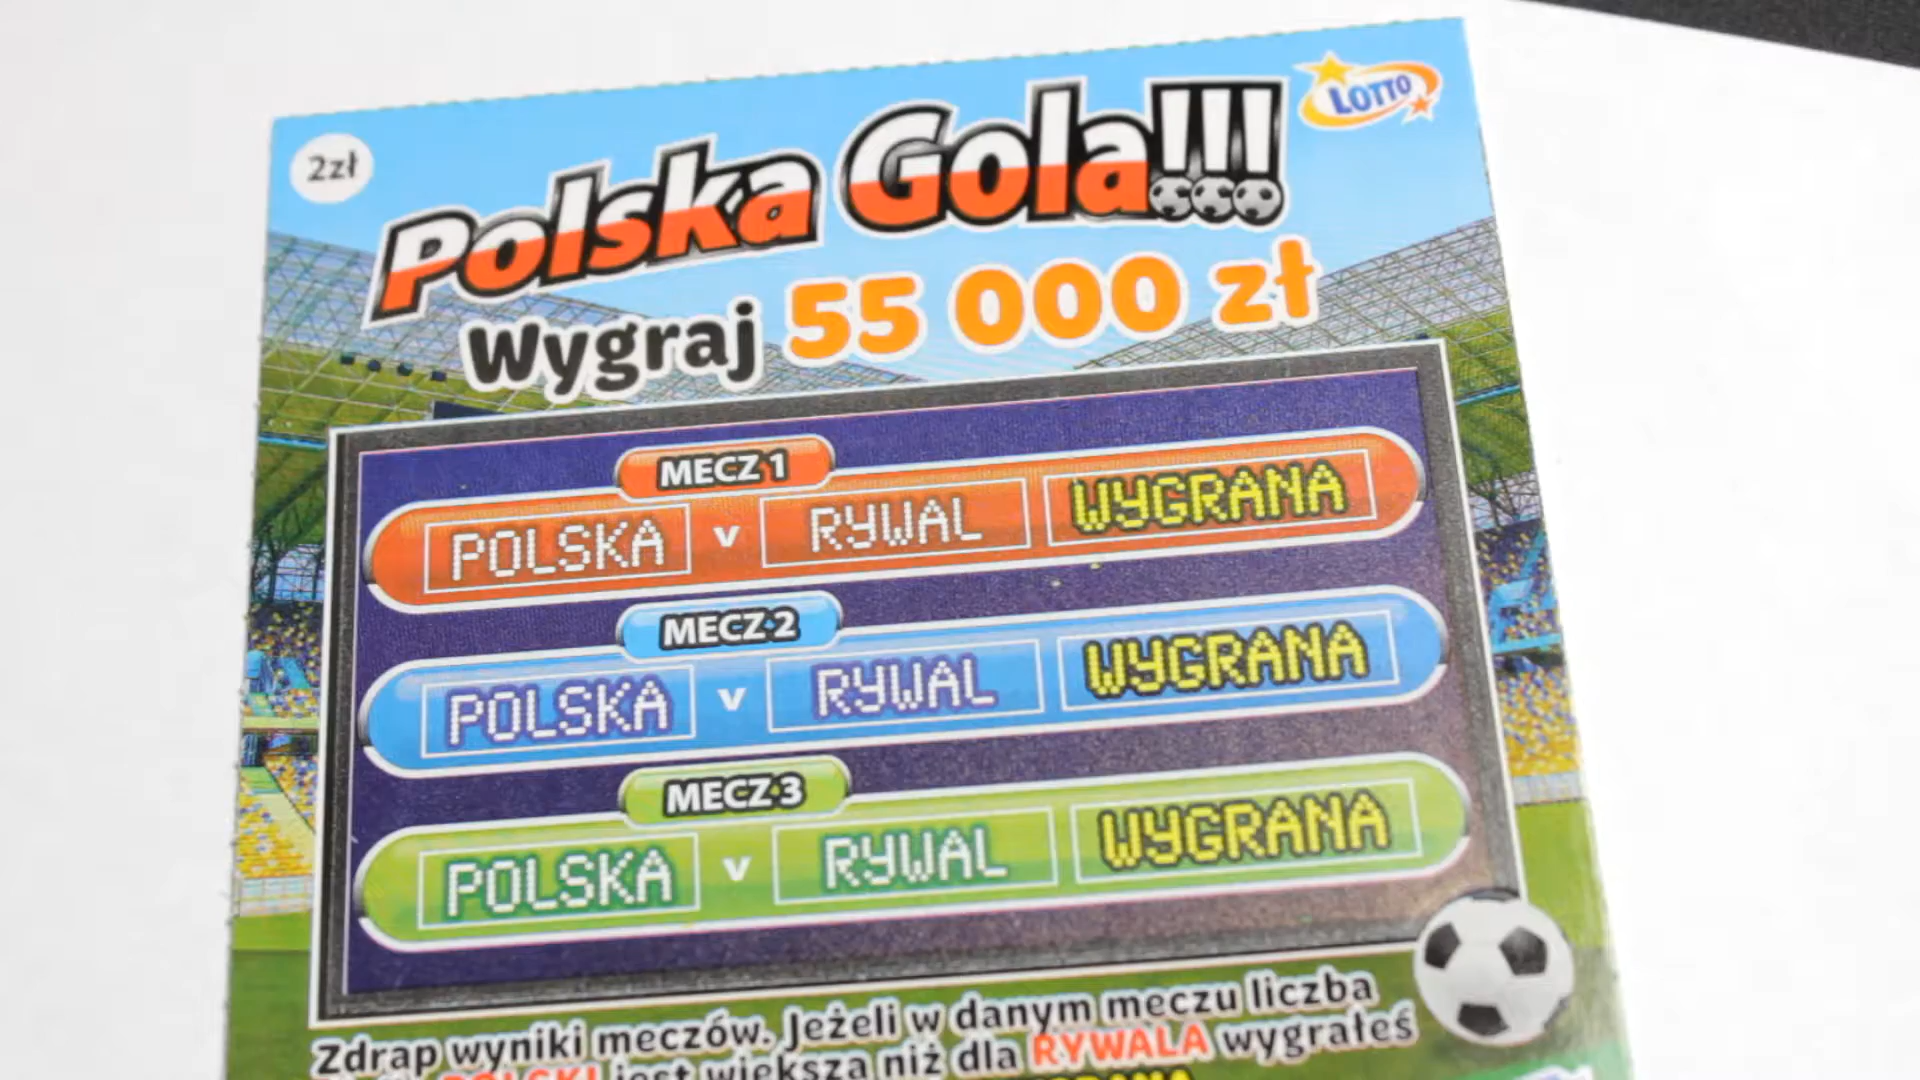 LOTTO
2zł
Polska Gola!!!
Wygraj 55 000 zł
MECZ 1
POLSKA v RYWAL WYGRANA
MECZ 2
POLSKA v RYWAL WYGRANA
MECZ 3
POLSKA v RYWAL WYGRANA
Zdrap wyniki meczów. Jeżeli w danym meczu liczba
POLSKI jest większa niż dla RYWALA wygrałeś